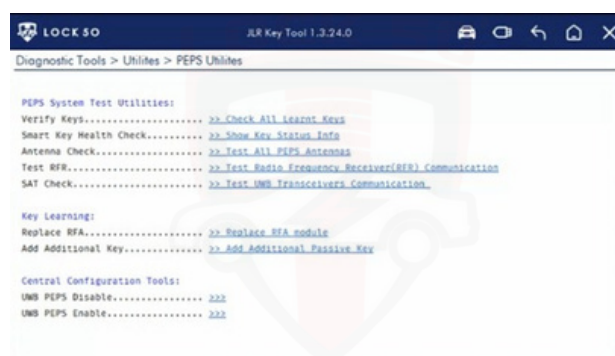 LOCK 50
JLR Key Tool 1.3.24.0
Diagnostic Tools > Utilites > PEPS Utilites
PEPS System Test Utilities:
Verify Keys..................... >> Check All Learnt Keys
Smart Key Health Check.......... >> Show Key Status Info
Antenna Check................... >> Test All PEPS Antennas
Test RFR........................ >> Test Radio Frequency Receiver(RFR) Communication
SAT Check....................... >> Test UWB Transceivers Communication
Key Learning:
Replace RFA..................... >> Replace RFA module
Add Additional Key.............. >> Add Additional Passive Key
Central Configuration Tools:
UWB PEPS Disable................ >>>
UWB PEPS Enable................. >>>